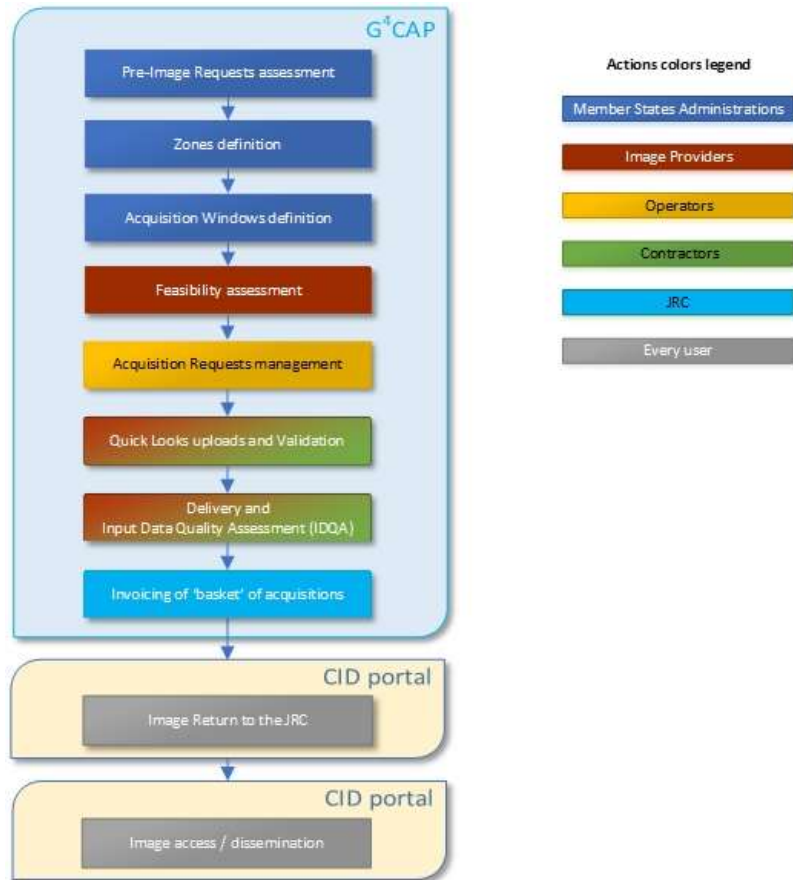 G⁴CAP
Pre-Image Requests assessment
Zones definition
Acquisition Windows definition
Feasibility assessment
Acquisition Requests management
Quick Looks uploads and Validation
Delivery and
Input Data Quality Assessment (IDQA)
Invoicing of 'basket' of acquisitions
CID portal
Image Return to the JRC
CID portal
Image access / dissemination
Actions colors legend
Member States Administrations
Image Providers
Operators
Contractors
JRC
Every user